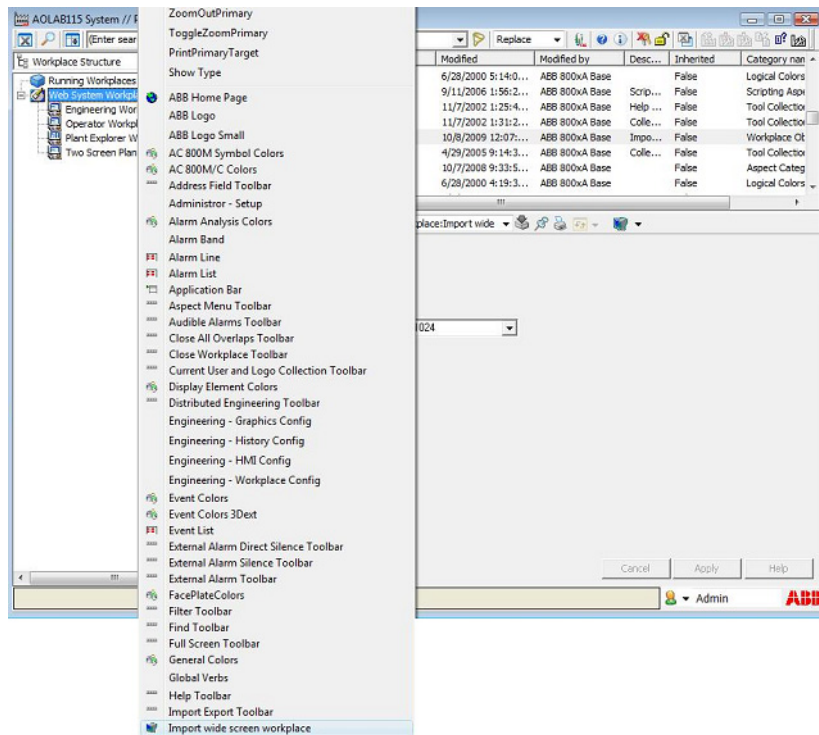 AOLAB115 System // P
(Enter sear
Replace
Workplace Structure
Running Workplaces
Web System Workpl
Engineering Wor
Operator Workpl
Plant Explorer W
Two Screen Plan
ZoomOutPrimary
ToggleZoomPrimary
PrintPrimaryTarget
Show Type
ABB Home Page
ABB Logo
ABB Logo Small
AC 800M Symbol Colors
AC 800M/C Colors
Address Field Toolbar
Administror - Setup
Alarm Analysis Colors
Alarm Band
Alarm Line
Alarm List
Application Bar
Aspect Menu Toolbar
Audible Alarms Toolbar
Close All Overlaps Toolbar
Close Workplace Toolbar
Current User and Logo Collection Toolbar
Display Element Colors
Distributed Engineering Toolbar
Engineering - Graphics Config
Engineering - History Config
Engineering - HMI Config
Engineering - Workplace Config
Event Colors
Event Colors 3Dext
Event List
External Alarm Direct Silence Toolbar
External Alarm Silence Toolbar
External Alarm Toolbar
FacePlateColors
Filter Toolbar
Find Toolbar
Full Screen Toolbar
General Colors
Global Verbs
Help Toolbar
Import Export Toolbar
Import wide screen workplace
Modified Modified by Desc... Inherited Category nan
6/28/2000 5:14:0... ABB 800xA Base False Logical Colors
9/11/2006 1:56:2... ABB 800xA Base Scrip... False Scripting Aspe
11/7/2002 1:25:4... ABB 800xA Base Help ... False Tool Collection
11/7/2002 1:31:2... ABB 800xA Base Colle... False Tool Collection
10/8/2009 12:07:... ABB 800xA Base Impo... False Workplace Ob
4/29/2005 9:14:3... ABB 800xA Base Colle... False Tool Collection
10/7/2008 9:33:5... ABB 800xA Base False Aspect Categ
6/28/2000 4:19:3... ABB 800xA Base False Logical Colors
place:Import wide
1024
Cancel Apply Help
Admin
ABB